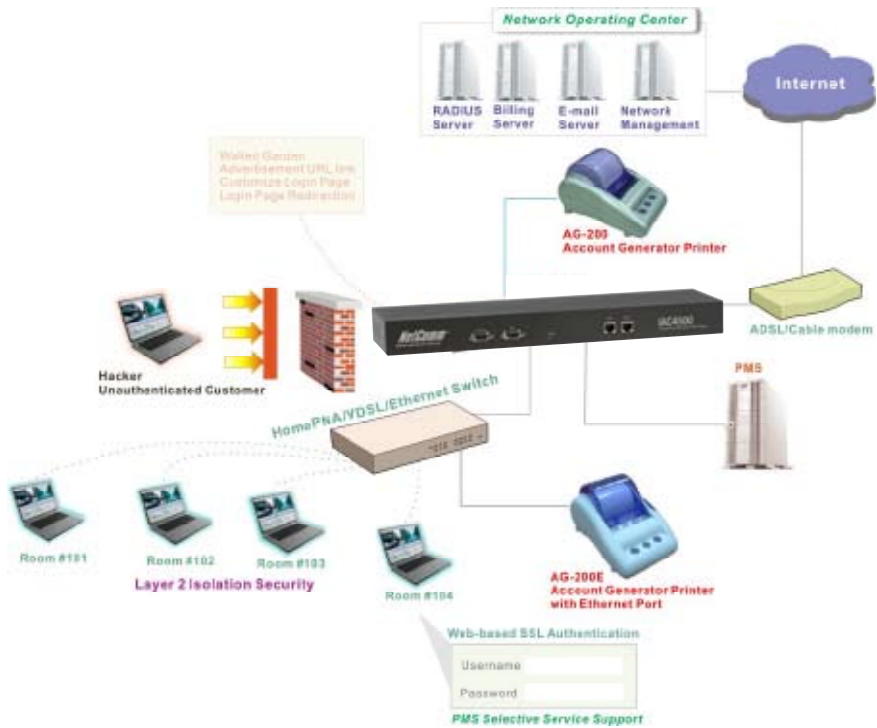 Network Operating Center
RADIUS
Server
Billing
Server
E-mail
Server
Network
Management
Internet
Walled Garden
Advertisement URL link
Customize Login Page
Login Page Redirection
AG-200
Account Generator Printer
NetComm
IAC4500
ADSL/Cable modem
Hacker
Unauthenticated Customer
PMS
HomePNA/VDSL/Ethernet Switch
Room #101
Room #102
Room #103
Layer 2 Isolation Security
Room #104
AG-200E
Account Generator Printer
with Ethernet Port
Web-based SSL Authentication
Username
Password
PMS Selective Service Support